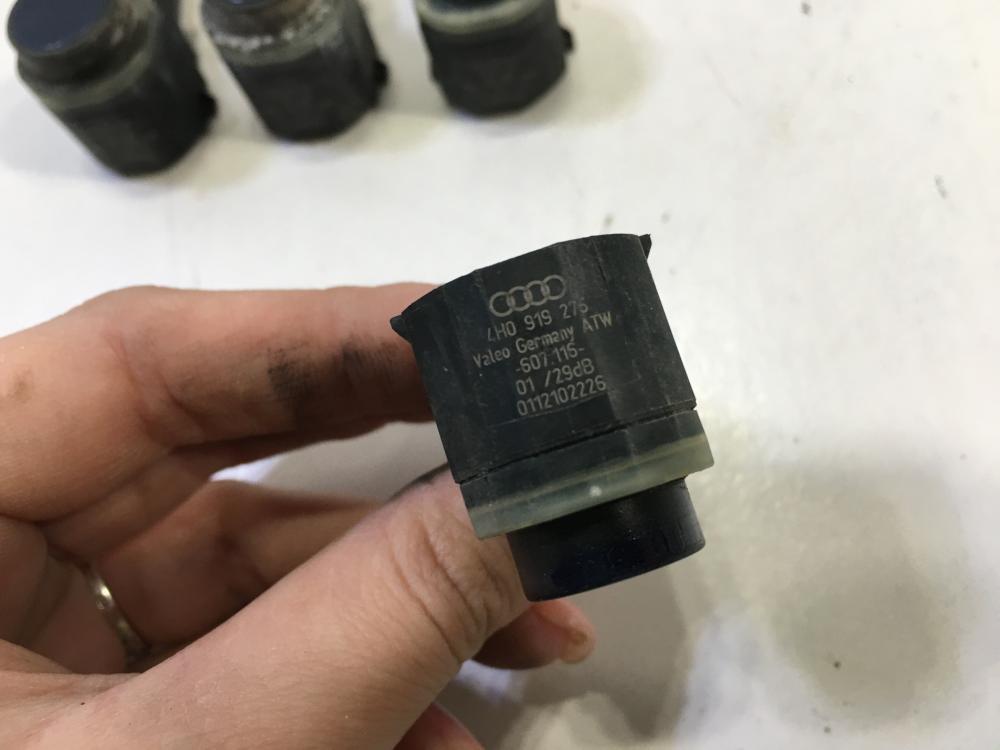 4H0 919 275
Valeo Germany ATW
-607.115-
01 /29dB
0112102226